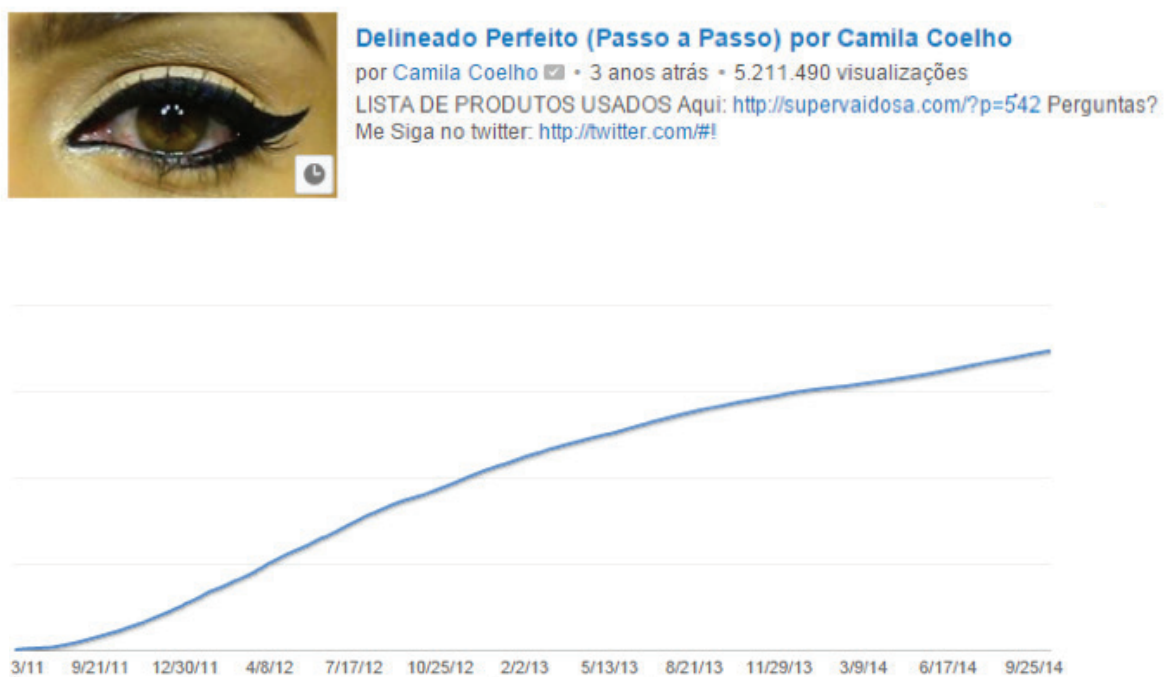 Delineado Perfeito (Passo a Passo) por Camila Coelho
por Camila Coelho • 3 anos atrás • 5.211.490 visualizações
LISTA DE PRODUTOS USADOS Aqui: http://supervaidosa.com/?p=542 Perguntas?
Me Siga no twitter: http://twitter.com/#!
3/11 9/21/11 12/30/11 4/8/12 7/17/12 10/25/12 2/2/13 5/13/13 8/21/13 11/29/13 3/9/14 6/17/14 9/25/14